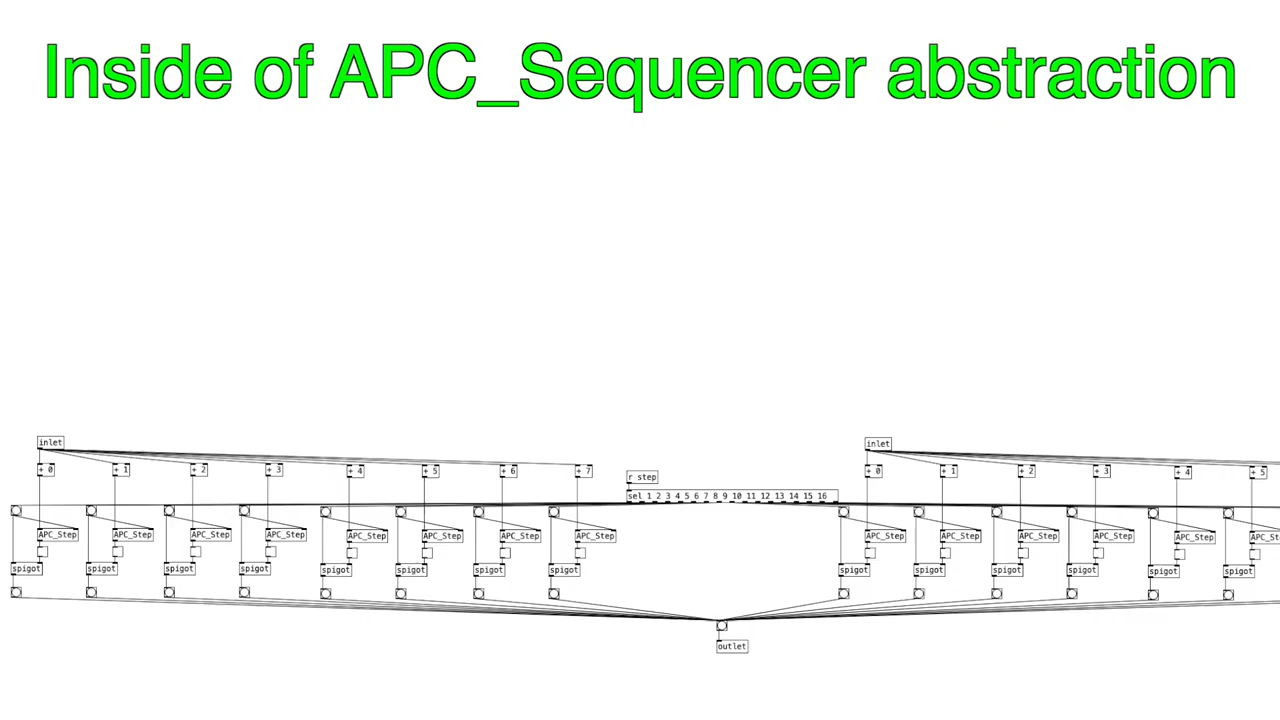 Inside of APC_Sequencer abstraction
inlet inlet
+ 0 + 1 + 2 + 3 + 4 + 5 + 6 + 7 + 0 + 1 + 2 + 3 + 4 + 5
r step
sel 1 2 3 4 5 6 7 8 9 10 11 12 13 14 15 16
APC_Step APC_Step APC_Step APC_Step APC_Step APC_Step APC_Step APC_Step APC_Step APC_Step APC_Step APC_Step APC_Step APC_Ste
spigot spigot spigot spigot spigot spigot spigot spigot spigot spigot spigot spigot spigot spigot
outlet